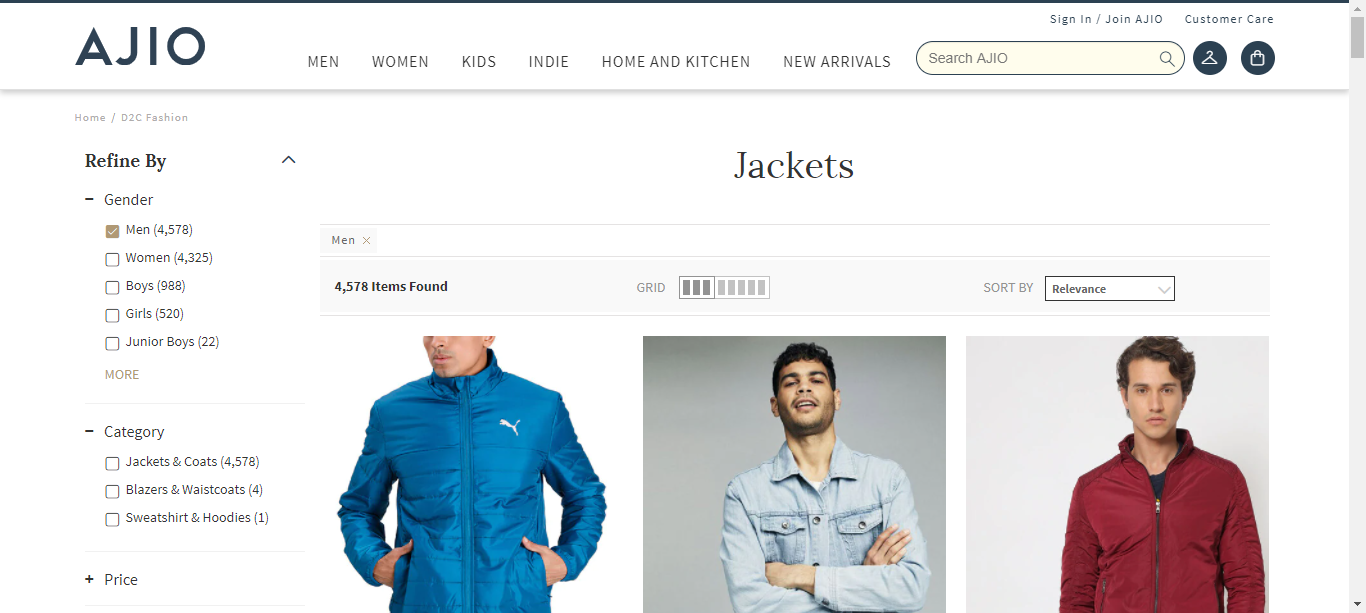 Sign In / Join AJIO
Customer Care
AJIO
MEN
WOMEN
KIDS
INDIE
HOME AND KITCHEN
NEW ARRIVALS
Search AJIO
Home / D2C Fashion
Refine By
Jackets
Gender
Men (4,578)
Women (4,325)
Boys (988)
Girls (520)
Junior Boys (22)
MORE
Category
Jackets & Coats (4,578)
Blazers & Waistcoats (4)
Sweatshirt & Hoodies (1)
Price
Men
4,578 Items Found
GRID
SORT BY
Relevance